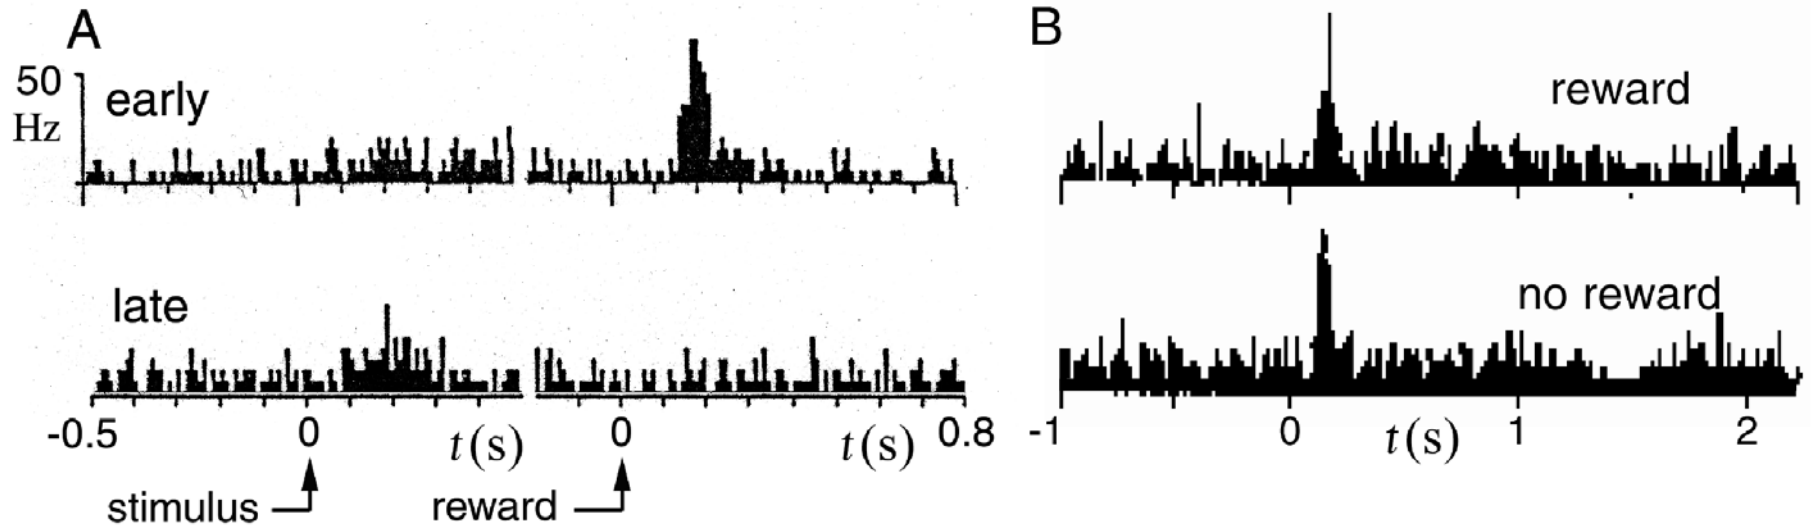 A
50
Hz
early
late
-0.5
0
t(s)
0
t(s)
0.8
stimulus
reward
B
reward
no reward
-1
0
t(s)
1
2